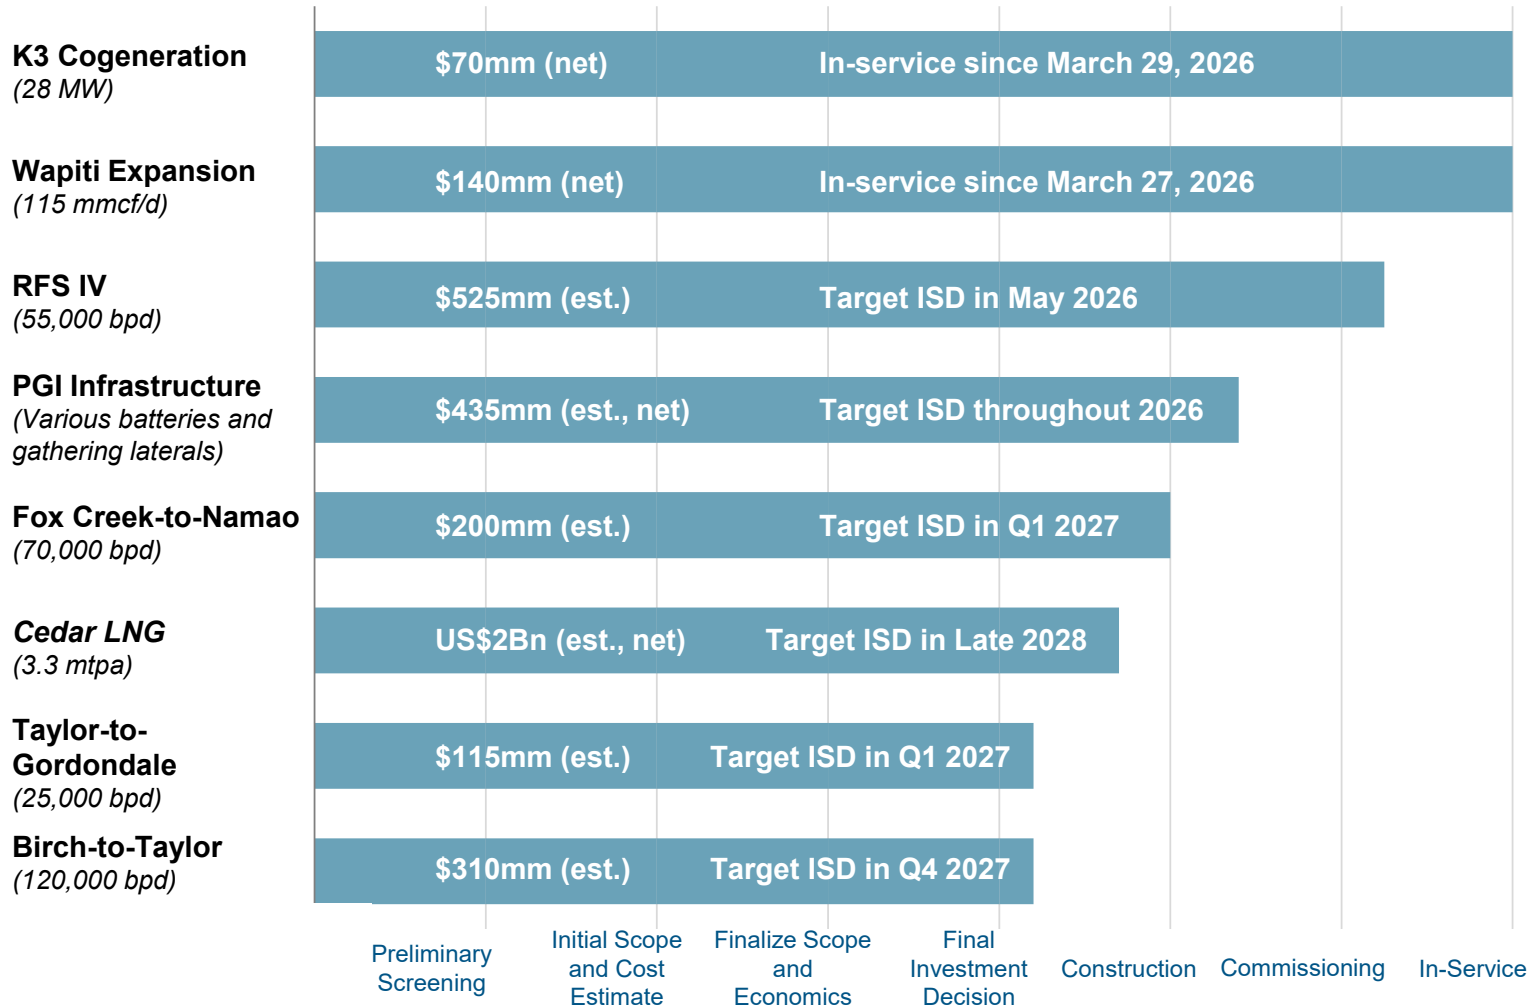 K3 Cogeneration
(28 MW)
$70mm (net)
In-service since March 29, 2026
Wapiti Expansion
(115 mmcf/d)
$140mm (net)
In-service since March 27, 2026
RFS IV
(55,000 bpd)
$525mm (est.)
Target ISD in May 2026
PGI Infrastructure
(Various batteries and
gathering laterals)
$435mm (est., net)
Target ISD throughout 2026
Fox Creek-to-Namao
(70,000 bpd)
$200mm (est.)
Target ISD in Q1 2027
Cedar LNG
(3.3 mtpa)
US$2Bn (est., net)
Target ISD in Late 2028
Taylor-to-
Gordondale
(25,000 bpd)
$115mm (est.)
Target ISD in Q1 2027
Birch-to-Taylor
(120,000 bpd)
$310mm (est.)
Target ISD in Q4 2027
Preliminary
Screening
Initial Scope
and Cost
Estimate
Finalize Scope
and
Economics
Final
Investment
Decision
Construction
Commissioning
In-Service